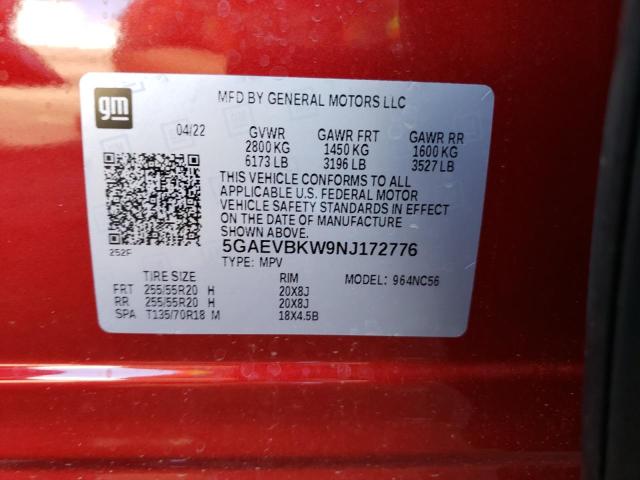 gm
MFD BY GENERAL MOTORS LLC
04/22 GVWR GAWR FRT GAWR RR
2800 KG 1450 KG 1600 KG
6173 LB 3196 LB 3527 LB
THIS VEHICLE CONFORMS TO ALL
APPLICABLE U.S. FEDERAL MOTOR
VEHICLE SAFETY STANDARDS IN EFFECT
ON THE DATE OF MANUFACTURE
SHOWN ABOVE.
252F
5GAEVBKW9NJ172776
TYPE: MPV
TIRE SIZE RIM MODEL: 964NC56
FRT 255/55R20 H 20X8J
RR 255/55R20 H 20X8J
SPA T135/70R18 M 18X4.5B